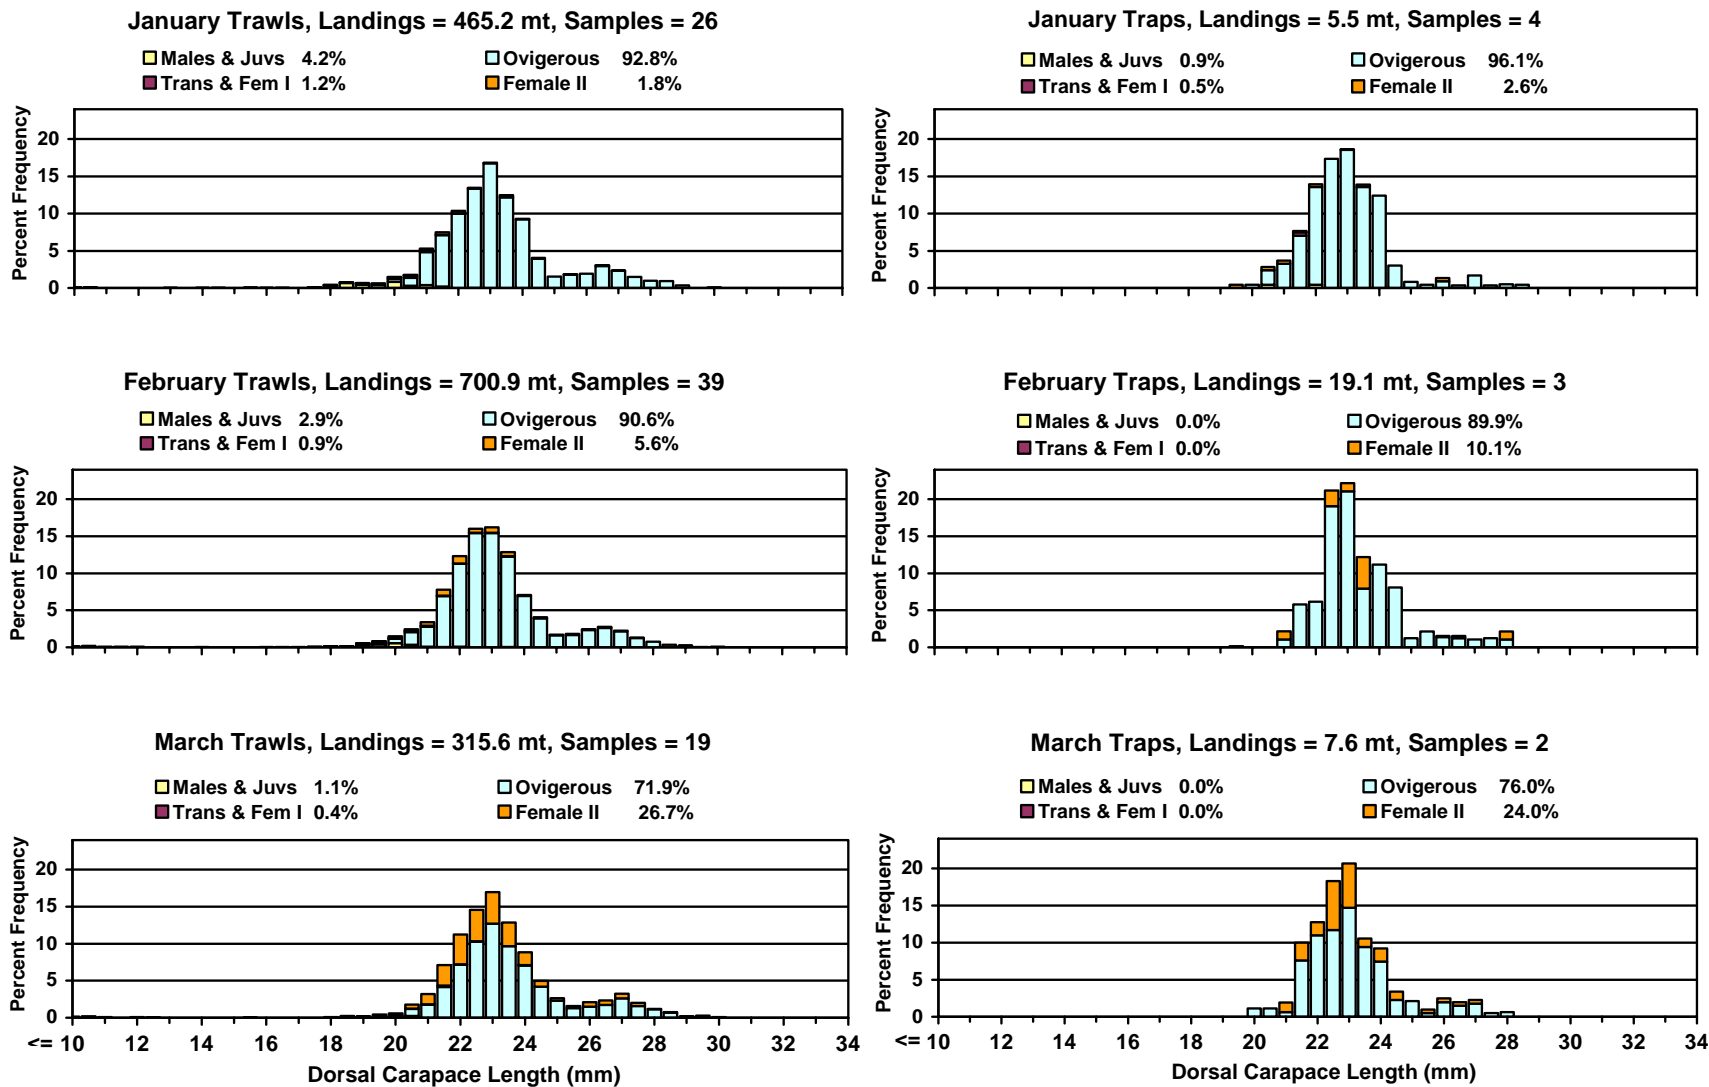 January Trawls, Landings = 465.2 mt, Samples = 26
Males & Juvs 4.2% Ovigerous 92.8%
Trans & Fem I 1.2% Female II 1.8%
Percent Frequency
20
15
10
5
0
January Traps, Landings = 5.5 mt, Samples = 4
Males & Juvs 0.9% Ovigerous 96.1%
Trans & Fem I 0.5% Female II 2.6%
Percent Frequency
20
15
10
5
0
February Trawls, Landings = 700.9 mt, Samples = 39
Males & Juvs 2.9% Ovigerous 90.6%
Trans & Fem I 0.9% Female II 5.6%
Percent Frequency
20
15
10
5
0
February Traps, Landings = 19.1 mt, Samples = 3
Males & Juvs 0.0% Ovigerous 89.9%
Trans & Fem I 0.0% Female II 10.1%
Percent Frequency
20
15
10
5
0
March Trawls, Landings = 315.6 mt, Samples = 19
Males & Juvs 1.1% Ovigerous 71.9%
Trans & Fem I 0.4% Female II 26.7%
Percent Frequency
20
15
10
5
0
<= 10 12 14 16 18 20 22 24 26 28 30 32 34
Dorsal Carapace Length (mm)
March Traps, Landings = 7.6 mt, Samples = 2
Males & Juvs 0.0% Ovigerous 76.0%
Trans & Fem I 0.0% Female II 24.0%
Percent Frequency
20
15
10
5
0
<= 10 12 14 16 18 20 22 24 26 28 30 32 34
Dorsal Carapace Length (mm)